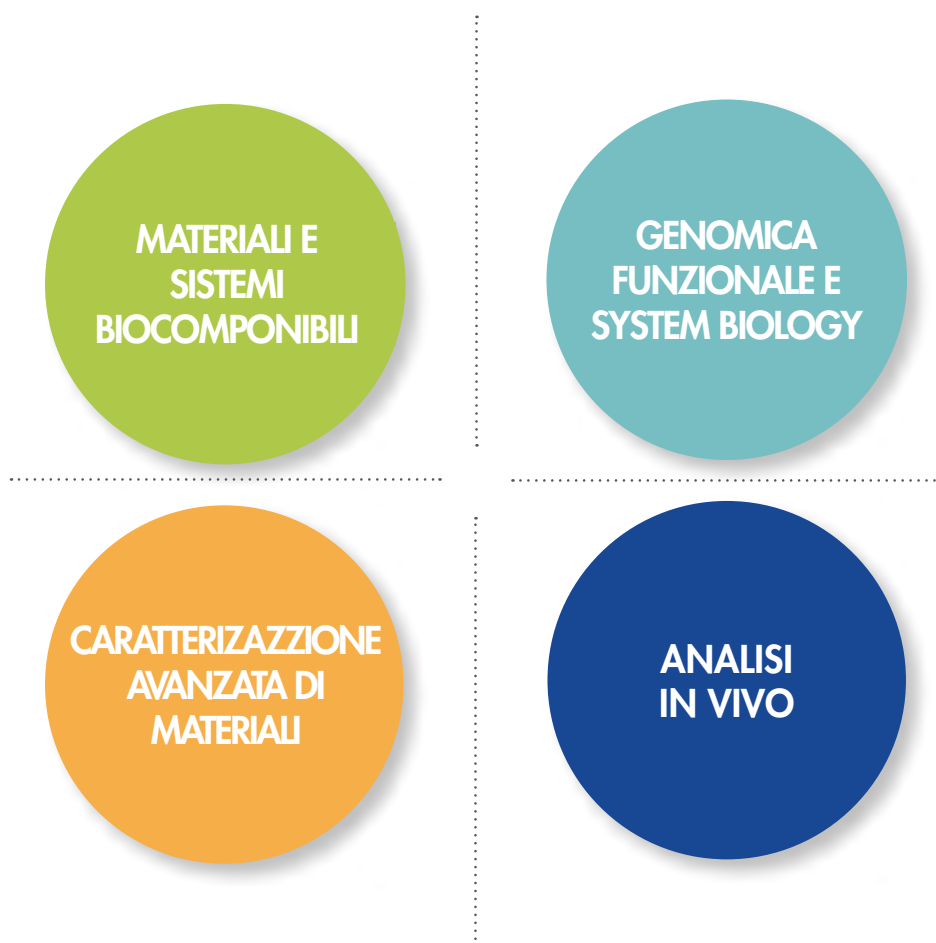 MATERIALI E
SISTEMI
BIOCOMPONIBILI
GENOMICA
FUNZIONALE E
SYSTEM BIOLOGY
CARATTERIZAZZIONE
AVANZATA DI
MATERIALI
ANALISI
IN VIVO